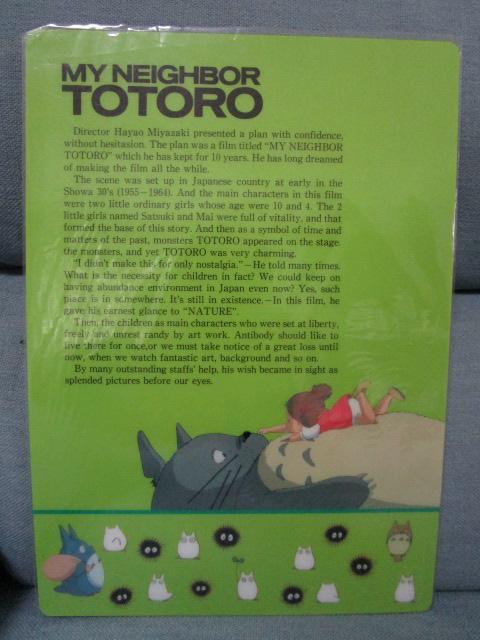 MY NEIGHBOR
TOTORO
Director Hayao Miyazaki presented a plan with confidence,
without hesitasion. The plan was a film titled "MY NEIGHBOR
TOTORO" which he has kept for 10 years. He has long dreamed
of making the film all the while.
The scene was set up in Japanese country at early in the
Showa 30's (1955–1964). And the main characters in this film
were two little ordinary girls whose age were 10 and 4. The 2
little girls named Satsuki and Mai were full of vitality, and that
formed the base of this story. And then as a symbol of time and
matters of the past, monsters TOTORO appeared on the stage.
the monsters, and yet TOTORO was very charming.
"I didn't make this for only nostalgia."—He told many times.
What is the necessity for children in fact? We could keep on
having abundance environment in Japan even now? Yes, such
place is in somewhere. It's still in existence.—In this film, he
gave his earnest glance to "NATURE".
Then, the children as main characters who were set at liberty,
freely and unrest randy by art work. Antibody should like to
live there for once,or we must take notice of a great loss until
now, when we watch fantastic art, background and so on.
By many outstanding staffs' help, his wish became in sight as
splended pictures before our eyes.